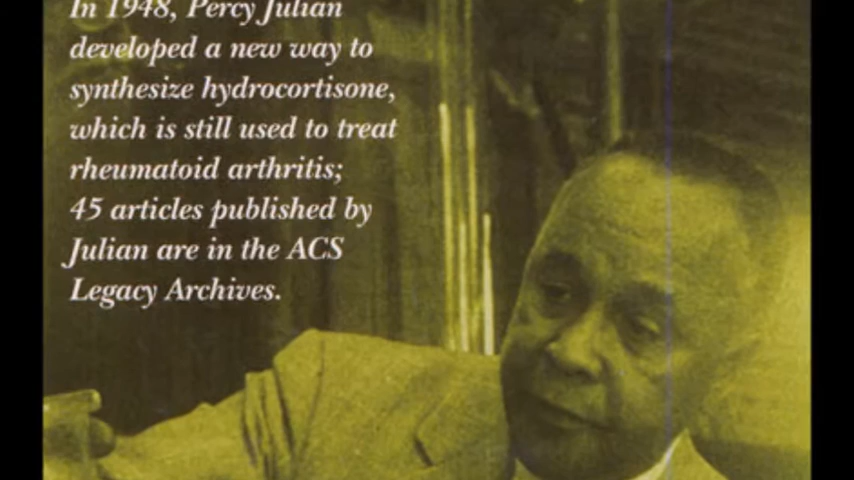 In 1948, Percy Julian
developed a new way to
synthesize hydrocortisone,
which is still used to treat
rheumatoid arthritis;
45 articles published by
Julian are in the ACS
Legacy Archives.